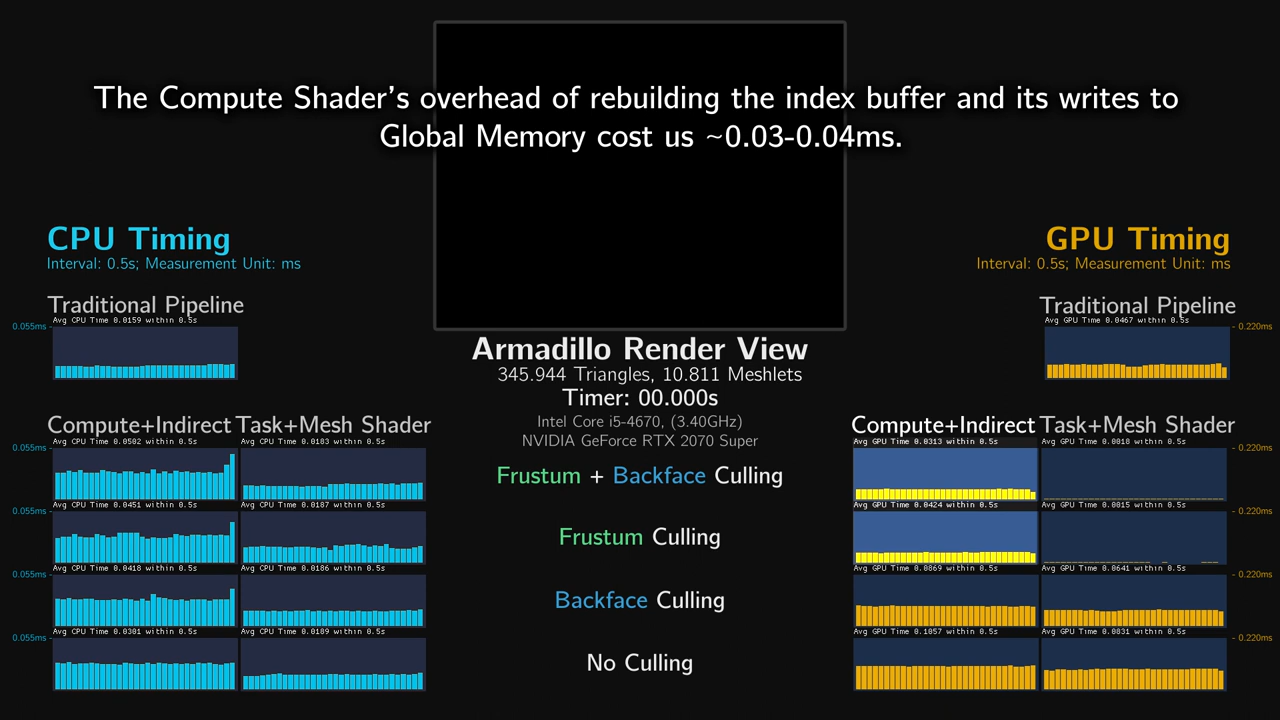 The Compute Shader's overhead of rebuilding the index buffer and its writes to
Global Memory cost us ~0.03-0.04ms.
CPU Timing
Interval: 0.5s; Measurement Unit: ms
Traditional Pipeline
Avg CPU Time 0.0159 within 0.5s
0.055ms
Compute+Indirect
Task+Mesh Shader
Avg CPU Time 0.0502 within 0.5s
Avg CPU Time 0.0183 within 0.5s
0.055ms
Avg CPU Time 0.0451 within 0.5s
Avg CPU Time 0.0187 within 0.5s
0.055ms
Avg CPU Time 0.0418 within 0.5s
Avg CPU Time 0.0186 within 0.5s
0.055ms
Avg CPU Time 0.0301 within 0.5s
Avg CPU Time 0.0189 within 0.5s
0.055ms
Armadillo Render View
345.944 Triangles, 10.811 Meshlets
Timer: 00.000s
Intel Core i5-4670, (3.40GHz)
NVIDIA GeForce RTX 2070 Super
Frustum + Backface Culling
Frustum Culling
Backface Culling
No Culling
GPU Timing
Interval: 0.5s; Measurement Unit: ms
Traditional Pipeline
Avg GPU Time 0.0467 within 0.5s
0.220ms
Compute+Indirect
Task+Mesh Shader
Avg GPU Time 0.0313 within 0.5s
Avg GPU Time 0.0018 within 0.5s
0.220ms
Avg GPU Time 0.0424 within 0.5s
Avg GPU Time 0.0015 within 0.5s
0.220ms
Avg GPU Time 0.0869 within 0.5s
Avg GPU Time 0.0641 within 0.5s
0.220ms
Avg GPU Time 0.1057 within 0.5s
Avg GPU Time 0.0831 within 0.5s
0.220ms